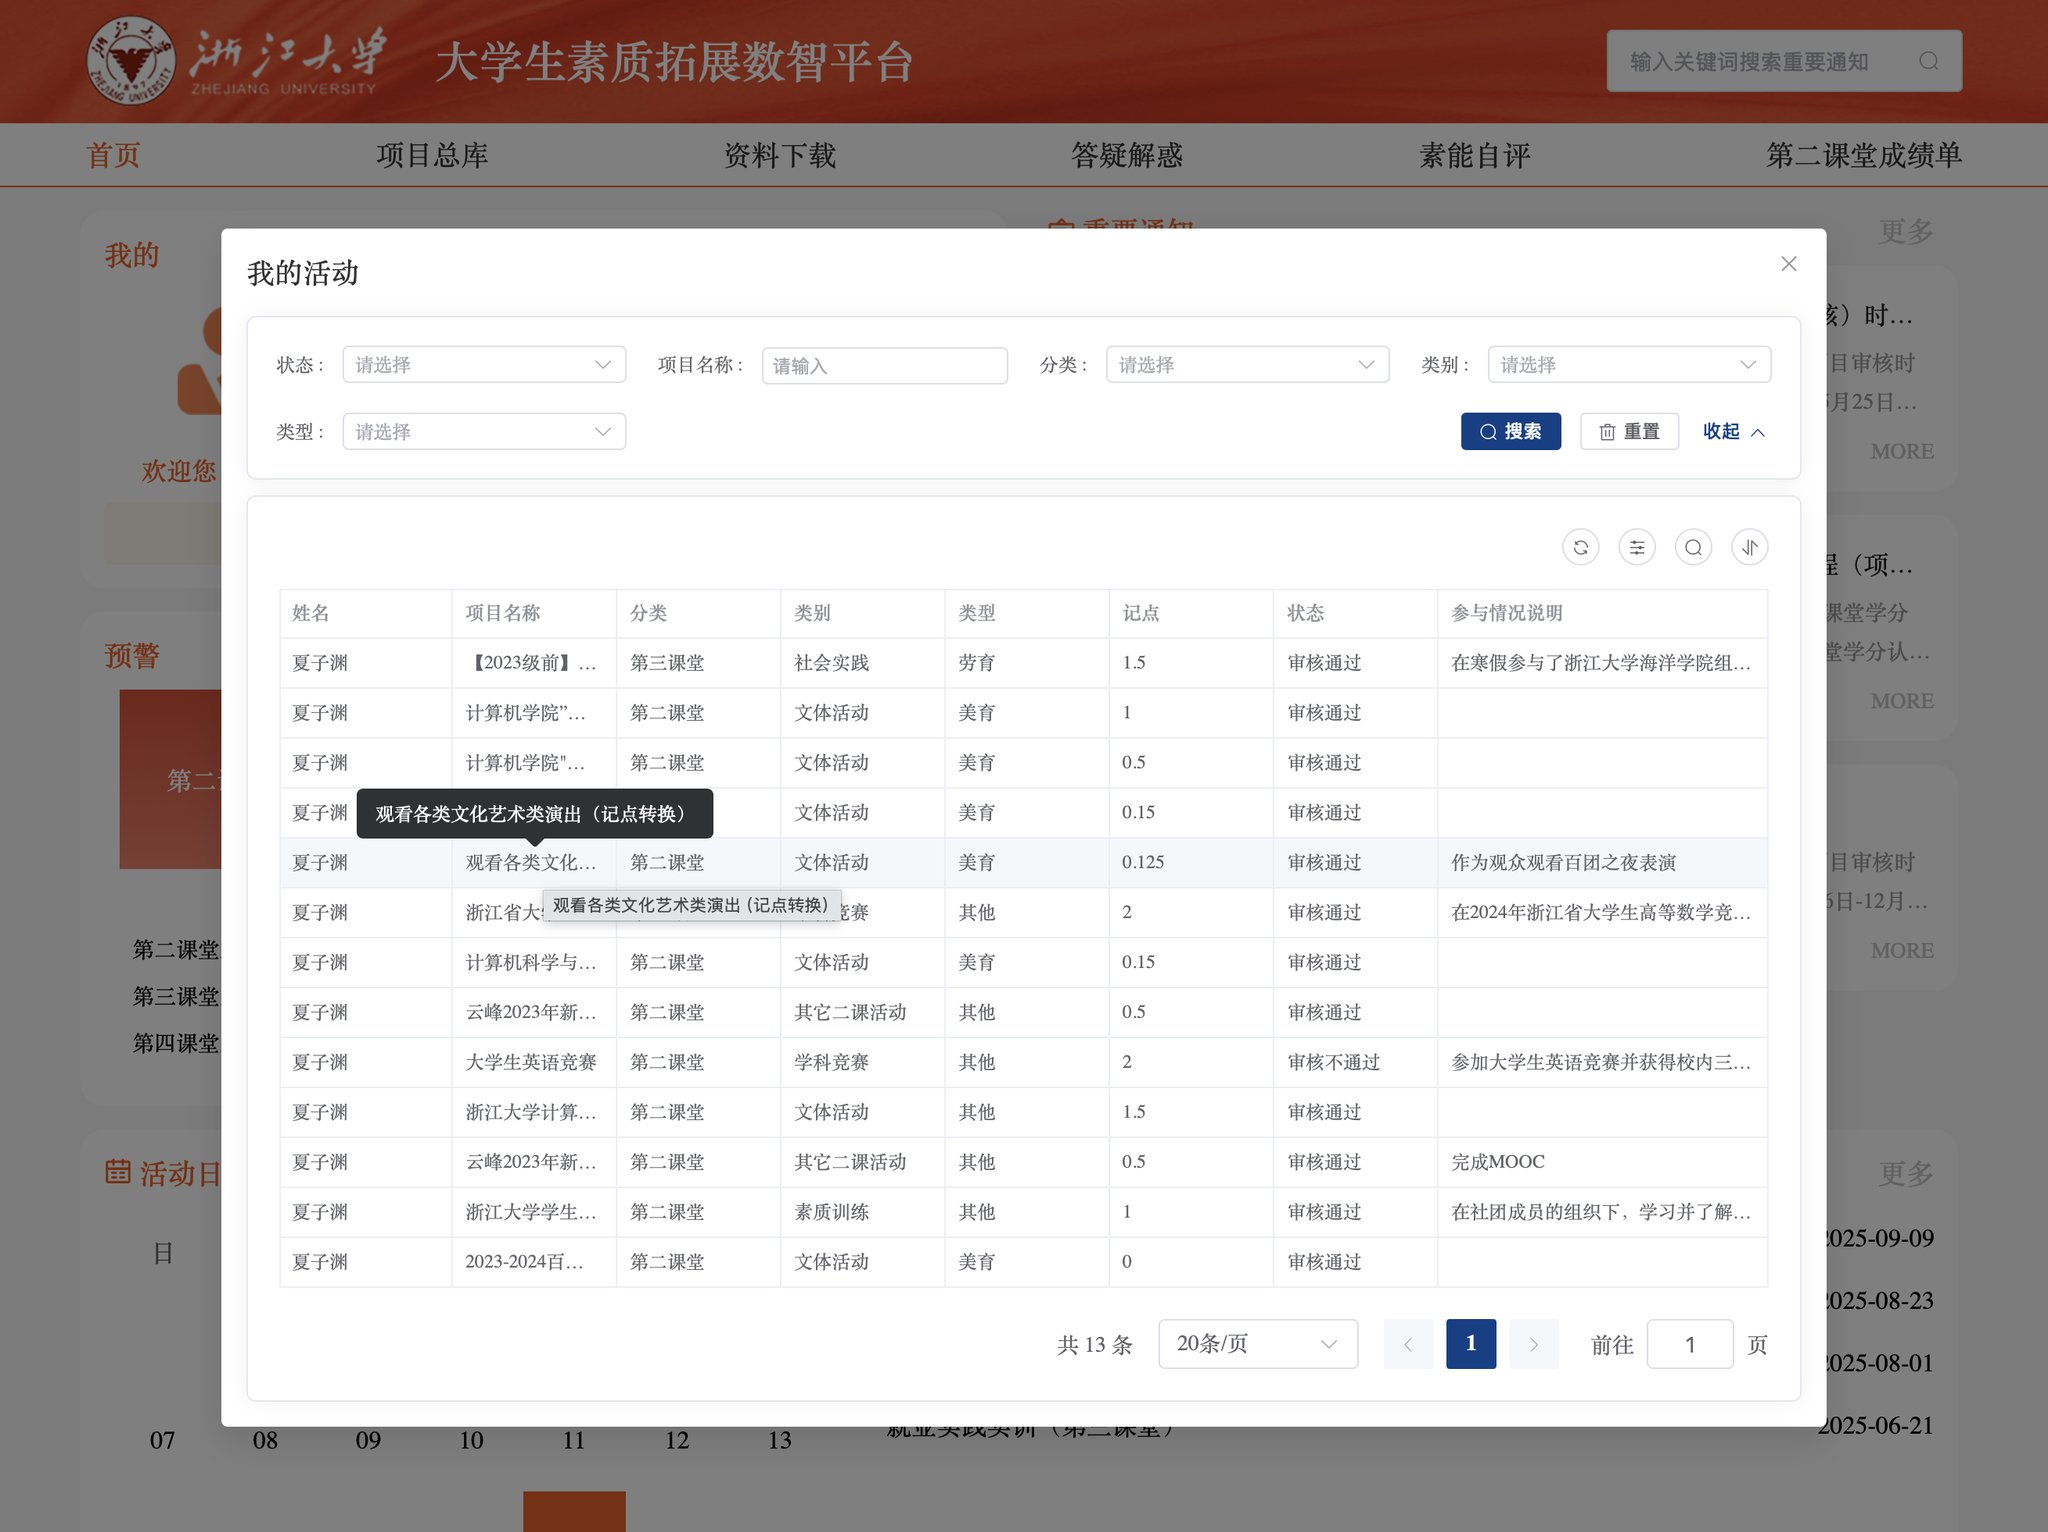 浙江大学
ZHEJIANG UNIVERSITY
大学生素质拓展数智平台
输入关键词搜索重要通知
首页 项目总库 资料下载 答疑解惑 素能自评 第二课堂成绩单
我的
更多
我的活动
状态： 请选择 项目名称： 请输入 分类： 请选择 类别： 请选择
类型： 请选择 搜索 重置 收起
欢迎您
预警
第二课堂
第三课堂
第四课堂
姓名 项目名称 分类 类别 类型 记点 状态 参与情况说明
夏子渊 【2023级前】... 第三课堂 社会实践 劳育 1.5 审核通过 在寒假参与了浙江大学海洋学院组...
夏子渊 计算机学院”... 第二课堂 文体活动 美育 1 审核通过
夏子渊 计算机学院"... 第二课堂 文体活动 美育 0.5 审核通过
夏子渊 文体活动 美育 0.15 审核通过
观看各类文化艺术类演出（记点转换）
夏子渊 观看各类文化... 第二课堂 文体活动 美育 0.125 审核通过 作为观众观看百团之夜表演
观看各类文化艺术类演出 (记点转换)
夏子渊 浙江省大 竞赛 其他 2 审核通过 在2024年浙江省大学生高等数学竞...
夏子渊 计算机科学与... 第二课堂 文体活动 美育 0.15 审核通过
夏子渊 云峰2023年新... 第二课堂 其它二课活动 其他 0.5 审核通过
夏子渊 大学生英语竞赛 第二课堂 学科竞赛 其他 2 审核不通过 参加大学生英语竞赛并获得校内三...
夏子渊 浙江大学计算... 第二课堂 文体活动 其他 1.5 审核通过
夏子渊 云峰2023年新... 第二课堂 其它二课活动 其他 0.5 审核通过 完成MOOC
夏子渊 浙江大学学生... 第二课堂 素质训练 其他 1 审核通过 在社团成员的组织下，学习并了解...
夏子渊 2023-2024百... 第二课堂 文体活动 美育 0 审核通过
共 13 条 20条/页 1 前往 1 页
时...
目审核时
月25日...
MORE
（项...
课堂学分
堂学分认...
MORE
目审核时
6日-12月...
MORE
活动日
更多
日
2025-09-09
2025-08-23
2025-08-01
2025-06-21
07 08 09 10 11 12 13